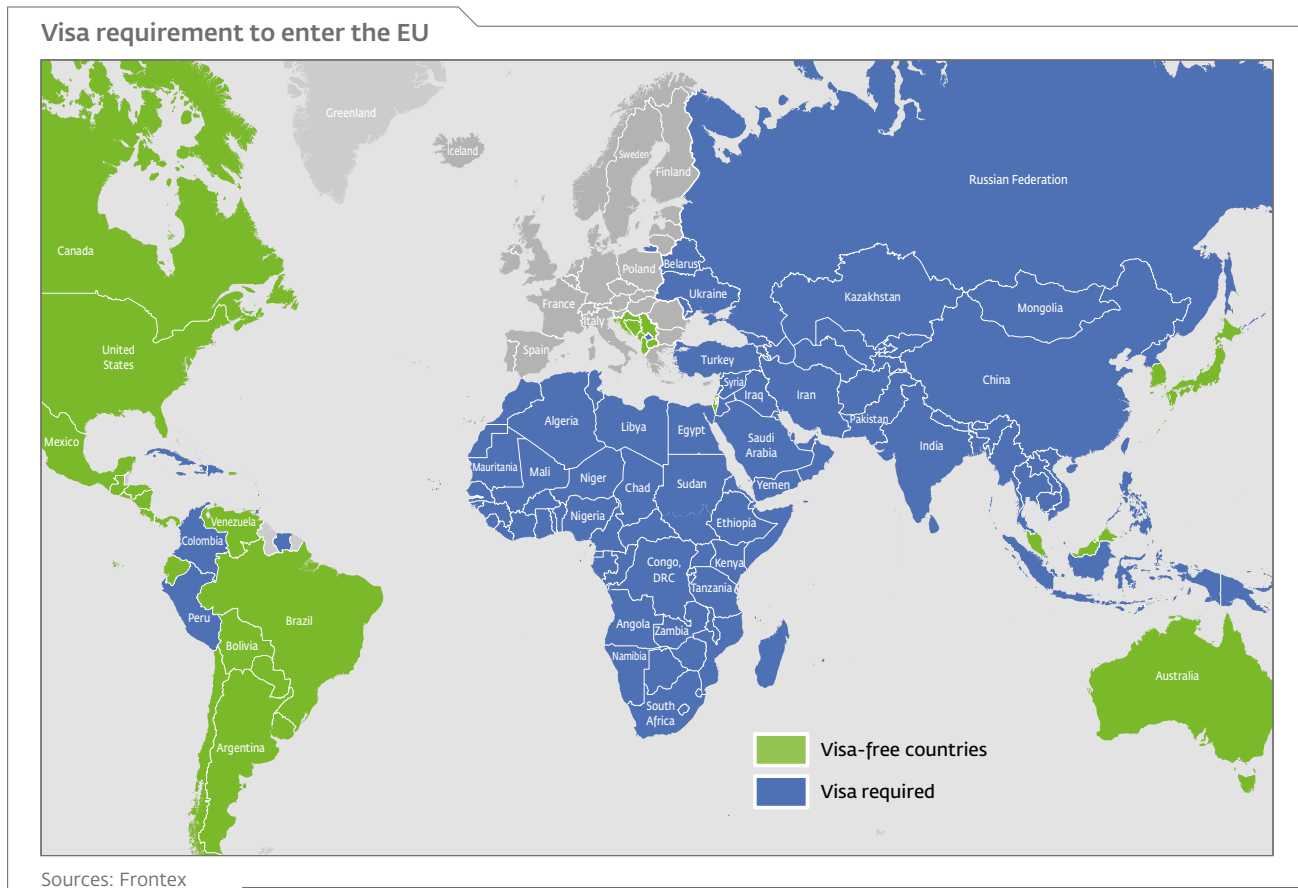 Visa requirement to enter the EU
Greenland
Iceland
Sweden
Finland
Russian Federation
Canada
Poland
Belarus
Ukraine
Kazakhstan
Mongolia
France
Italy
United
States
Spain
Turkey
China
Syria
Iraq
Iran
Pakistan
India
Mexico
Algeria
Libya
Egypt
Saudi
Arabia
Mauritania
Mali
Niger
Chad
Sudan
Yemen
Nigeria
Ethiopia
Venezuela
Colombia
Congo,
DRC
Kenya
Tanzania
Peru
Brazil
Angola
Zambia
Bolivia
Namibia
Australia
South
Africa
Argentina
Visa-free countries
Visa required
Sources: Frontex